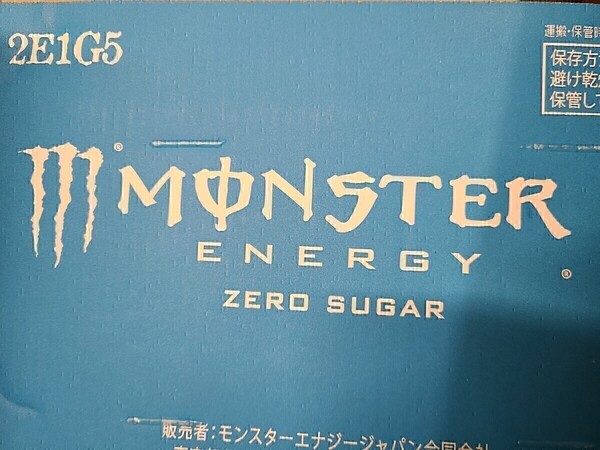 2E1G5
運搬・保管時
保存方
避け乾
保管して
MONSTER
ENERGY
ZERO SUGAR
販売者:モンスターエナジージャパン合同会社